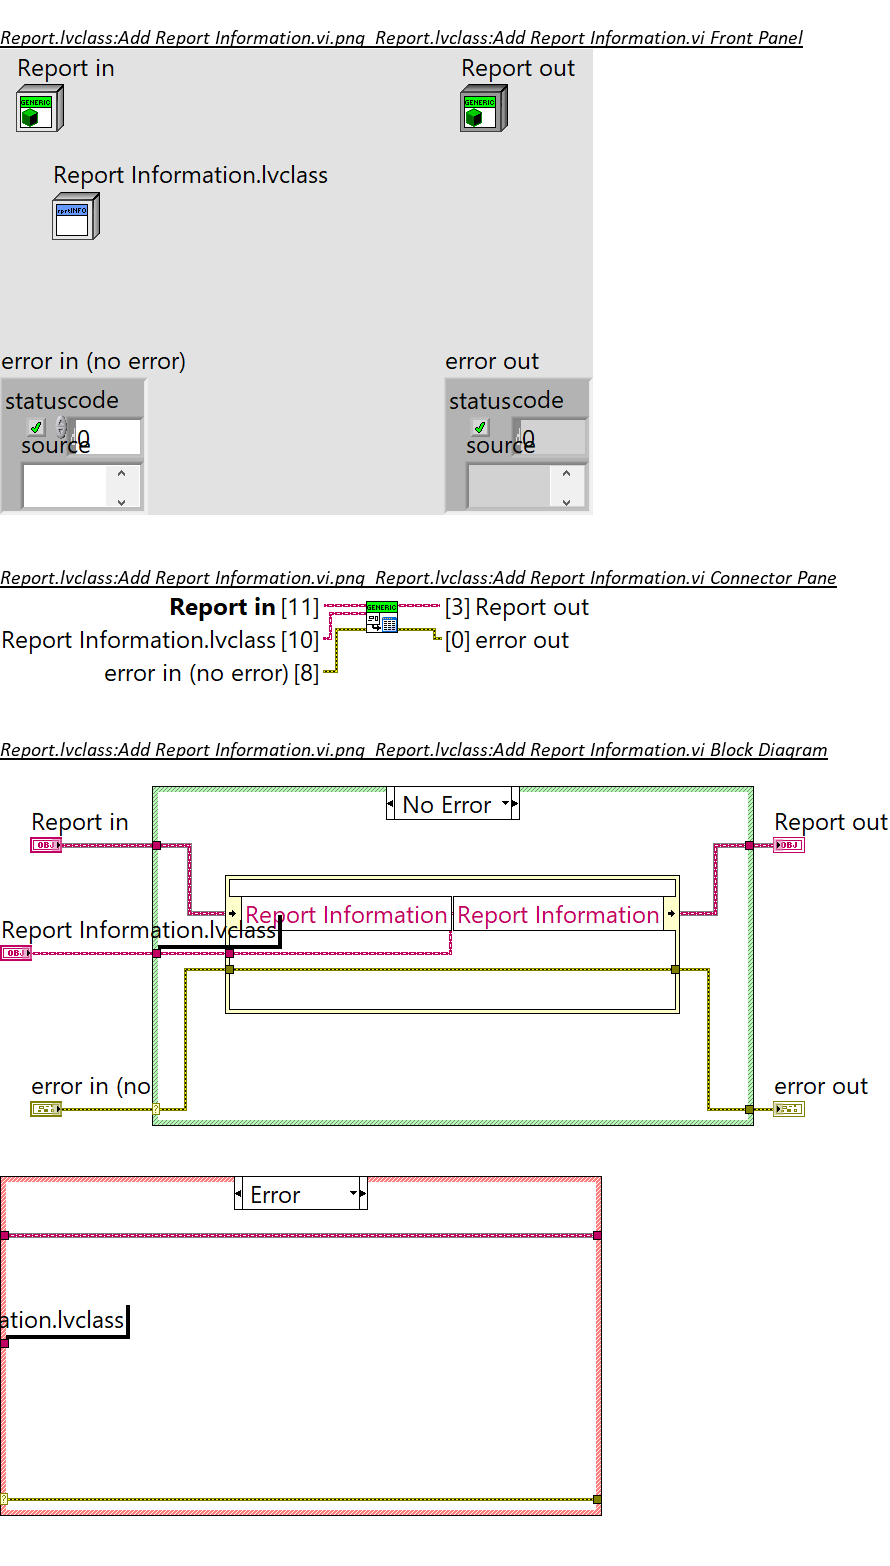 Report.lvclass:Add Report Information.vi.png Report.lvclass:Add Report Information.vi Front Panel
Report in
Report out
GENERIC
GENERIC
Report Information.lvclass
rprtINFO
error in (no error)
error out
status code
status code
0
0
source
source
Report.lvclass:Add Report Information.vi.png Report.lvclass:Add Report Information.vi Connector Pane
Report in [11]
GENERIC
[3] Report out
Report Information.lvclass [10]
[0] error out
error in (no error) [8]
Report.lvclass:Add Report Information.vi.png Report.lvclass:Add Report Information.vi Block Diagram
No Error
Report in
Report out
OBJ
OBJ
Report Information
Report Information
Report Information.lvclass
OBJ
error in (no
error out
?
Error
ation.lvclass
?